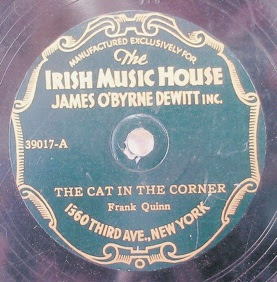 MANUFACTURED EXCLUSIVELY FOR
The
IRISH MUSIC HOUSE
JAMES O'BYRNE DEWITT INC.
39017-A
THE CAT IN THE CORNER
Frank Quinn
1360 THIRD AVE., NEW YORK